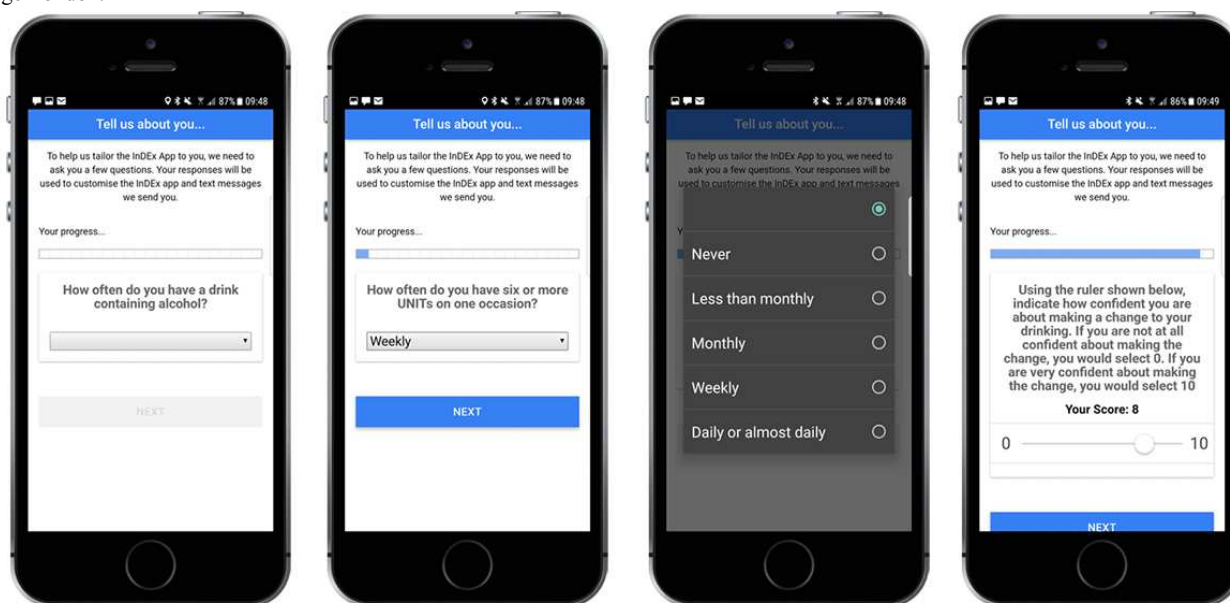 87% 09:48
Tell us about you...
To help us tailor the InDEx App to you, we need to
ask you a few questions. Your responses will be
used to customise the InDEx app and text messages
we send you.
Your progress...
How often do you have a drink
containing alcohol?
NEXT
87% 09:48
Tell us about you...
To help us tailor the InDEx App to you, we need to
ask you a few questions. Your responses will be
used to customise the InDEx app and text messages
we send you.
Your progress...
How often do you have six or more
UNITs on one occasion?
Weekly
NEXT
87% 09:48
Tell us about you...
To help us tailor the InDEx App to you, we need to
ask you a few questions. Your responses will be
used to customise the InDEx app and text messages
Y
Never
Less than monthly
Monthly
Weekly
Daily or almost daily
86% 09:49
Tell us about you...
To help us tailor the InDEx App to you, we need to
ask you a few questions. Your responses will be
used to customise the InDEx app and text messages
we send you.
Your progress...
Using the ruler shown below,
indicate how confident you are
about making a change to your
drinking. If you are not at all
confident about making the
change, you would select 0. If you
are very confident about making
the change, you would select 10
Your Score: 8
0 10
NEXT